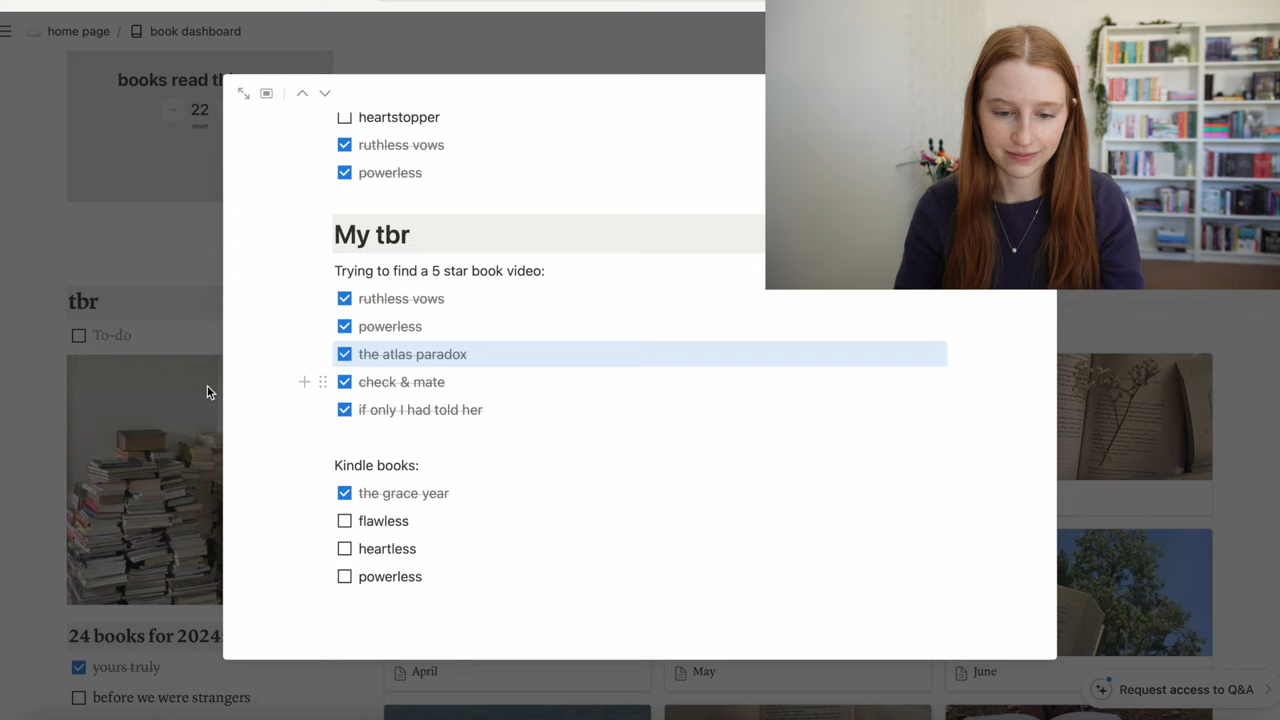 home page / book dashboard
books read thi
22
reset
heartstopper
ruthless vows
powerless
My tbr
Trying to find a 5 star book video:
ruthless vows
powerless
the atlas paradox
check & mate
if only I had told her
Kindle books:
the grace year
flawless
heartless
powerless
tbr
To-do
24 books for 2024:
yours truly
before we were strangers
April
May
June
Request access to Q&A